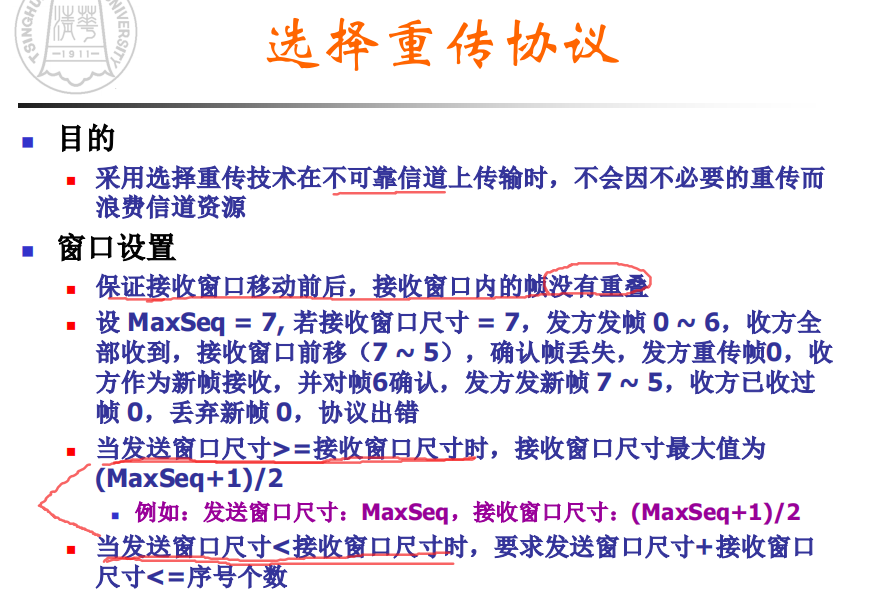 TSINGHUA UNIVERSITY
清華
-1911-
选择重传协议
目的
采用选择重传技术在不可靠信道上传输时，不会因不必要的重传而
浪费信道资源
窗口设置
保证接收窗口移动前后，接收窗口内的帧没有重叠
设 MaxSeq = 7, 若接收窗口尺寸 = 7，发方发帧 0 ~ 6，收方全
部收到，接收窗口前移（7 ~ 5），确认帧丢失，发方重传帧0，收
方作为新帧接收，并对帧6确认，发方发新帧 7 ~ 5，收方已收过
帧 0，丢弃新帧 0，协议出错
当发送窗口尺寸>=接收窗口尺寸时，接收窗口尺寸最大值为
(MaxSeq+1)/2
例如：发送窗口尺寸：MaxSeq，接收窗口尺寸：(MaxSeq+1)/2
当发送窗口尺寸<接收窗口尺寸时，要求发送窗口尺寸+接收窗口
尺寸<=序号个数